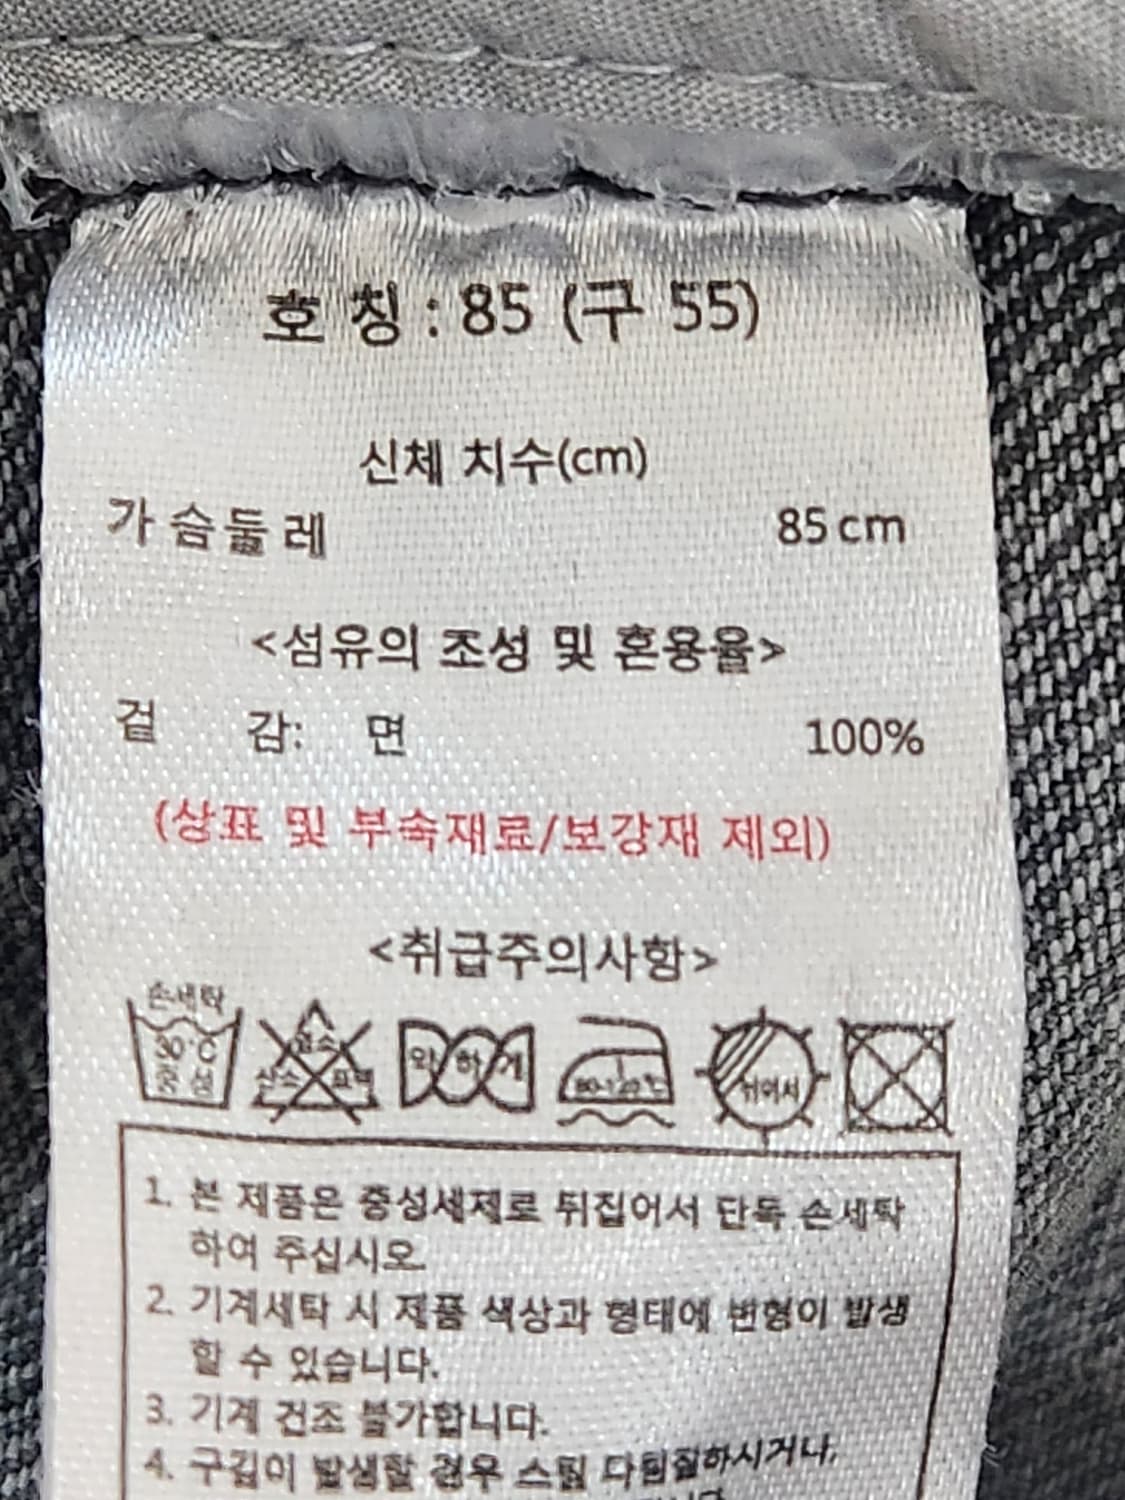 호 칭 : 85 (구 55)
신체 치수(cm)
가 슴 둘 레 85 cm
<섬유의 조성 및 혼용율>
겉 감: 면 100%
(상표 및 부속재료/보강재 제외)
<취급주의사항>
손세탁
30°C
중 성
염소
산소 표백
약 하 게
80-120°C
뉘어서
1. 본 제품은 중성세제로 뒤집어서 단독 손세탁
하여 주십시오.
2. 기계세탁 시 제품 색상과 형태에 변형이 발생
할 수 있습니다.
3. 기계 건조 불가합니다.
4. 구김이 발생할 경우 스팀 다림질하시거나,